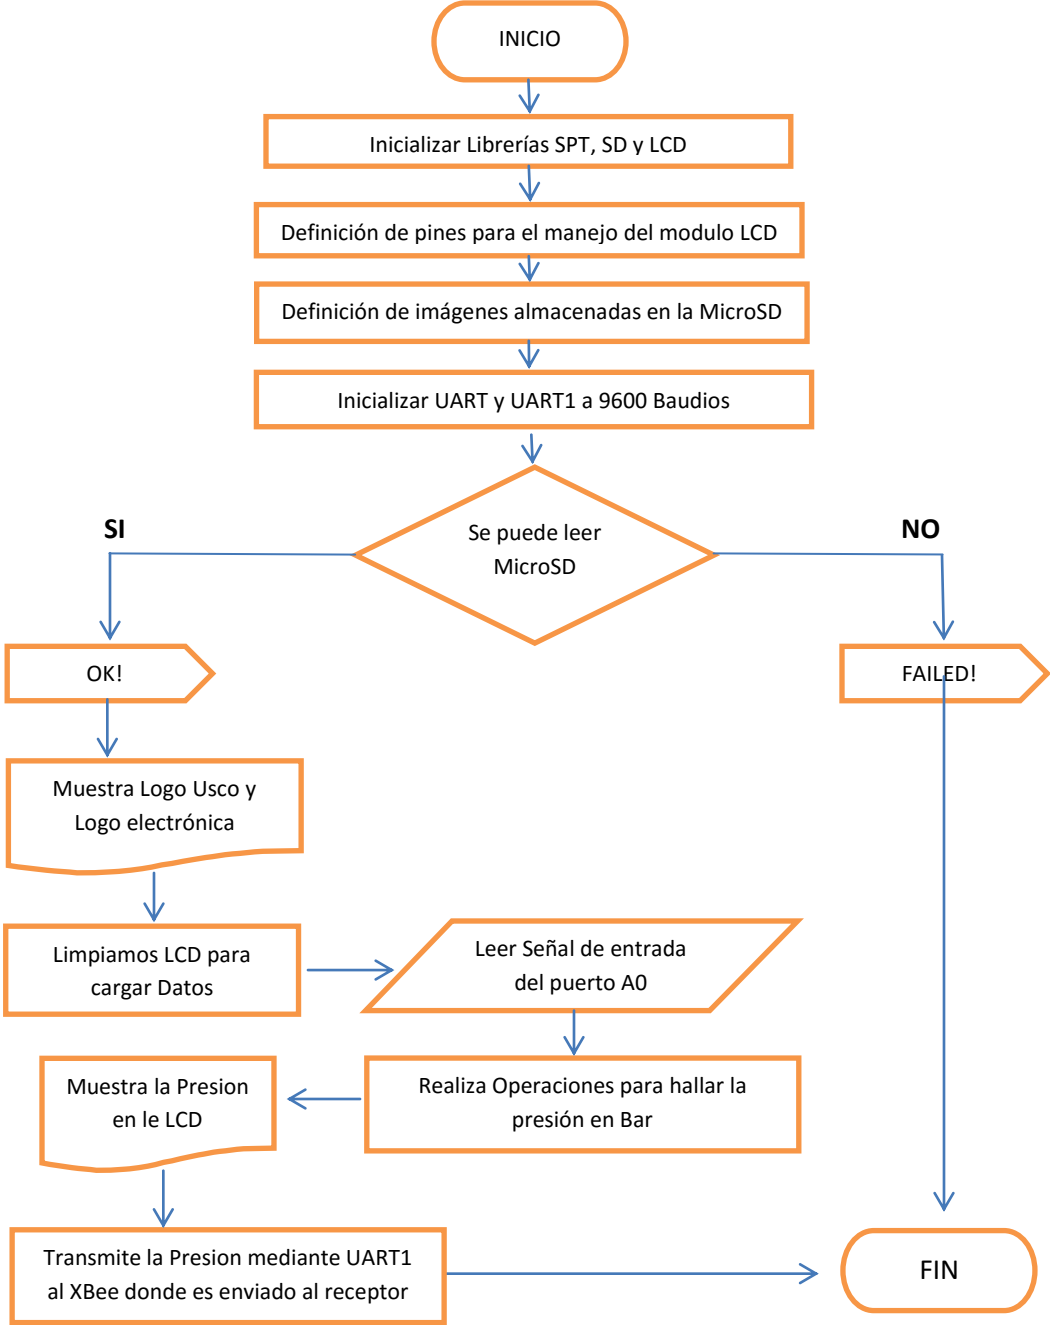 INICIO
Inicializar Librerías SPT, SD y LCD
Definición de pines para el manejo del modulo LCD
Definición de imágenes almacenadas en la MicroSD
Inicializar UART y UART1 a 9600 Baudios
Se puede leer
MicroSD
SI
NO
OK!
FAILED!
Muestra Logo Usco y
Logo electrónica
Limpiamos LCD para
cargar Datos
Leer Señal de entrada
del puerto A0
Realiza Operaciones para hallar la
presión en Bar
Muestra la Presion
en le LCD
Transmite la Presion mediante UART1
al XBee donde es enviado al receptor
FIN